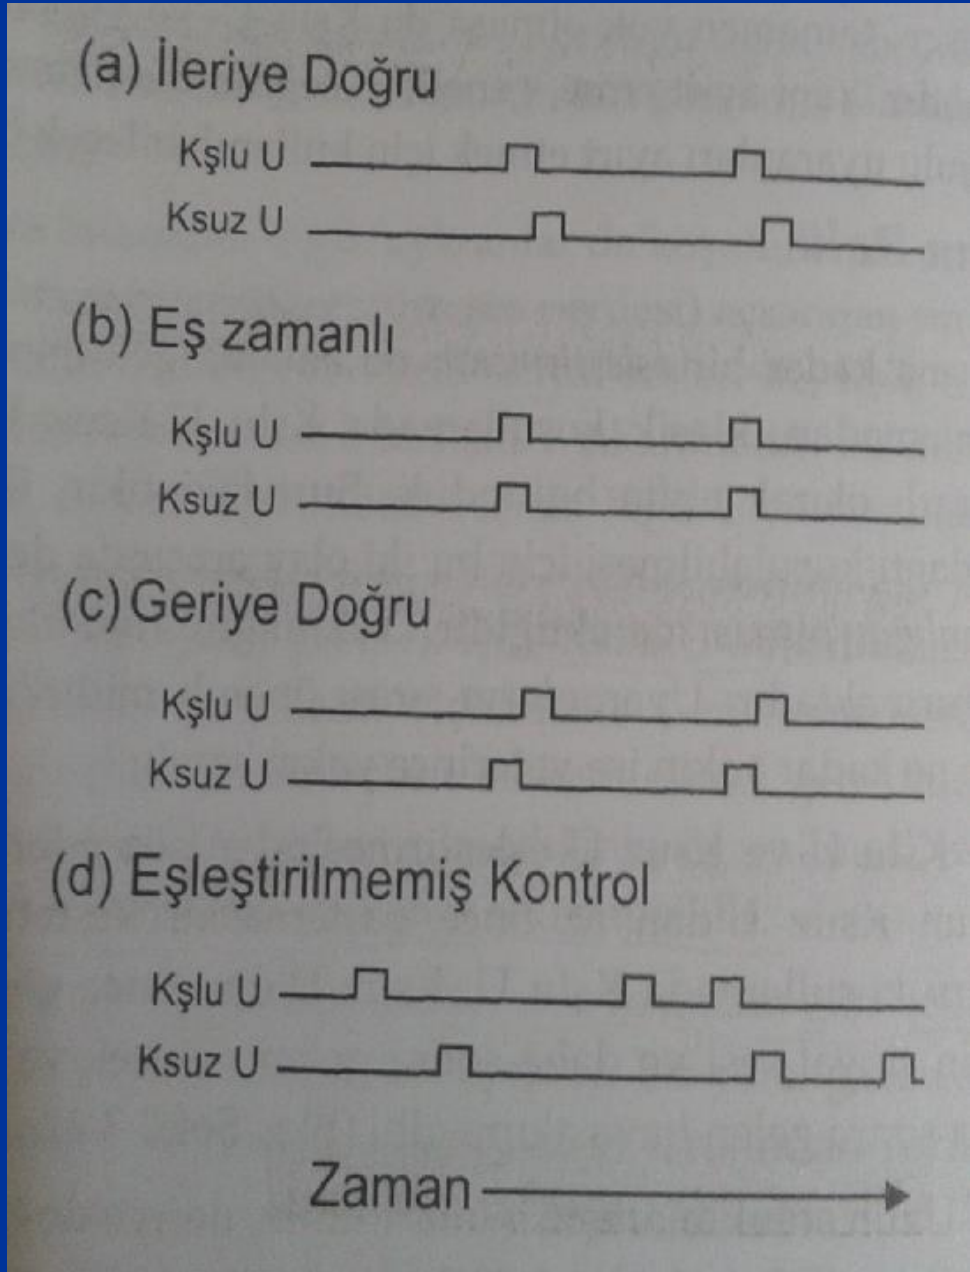 (a) İleriye Doğru
Kşlu U
Ksuz U
(b) Eş zamanlı
Kşlu U
Ksuz U
(c) Geriye Doğru
Kşlu U
Ksuz U
(d) Eşleştirilmemiş Kontrol
Kşlu U
Ksuz U
Zaman